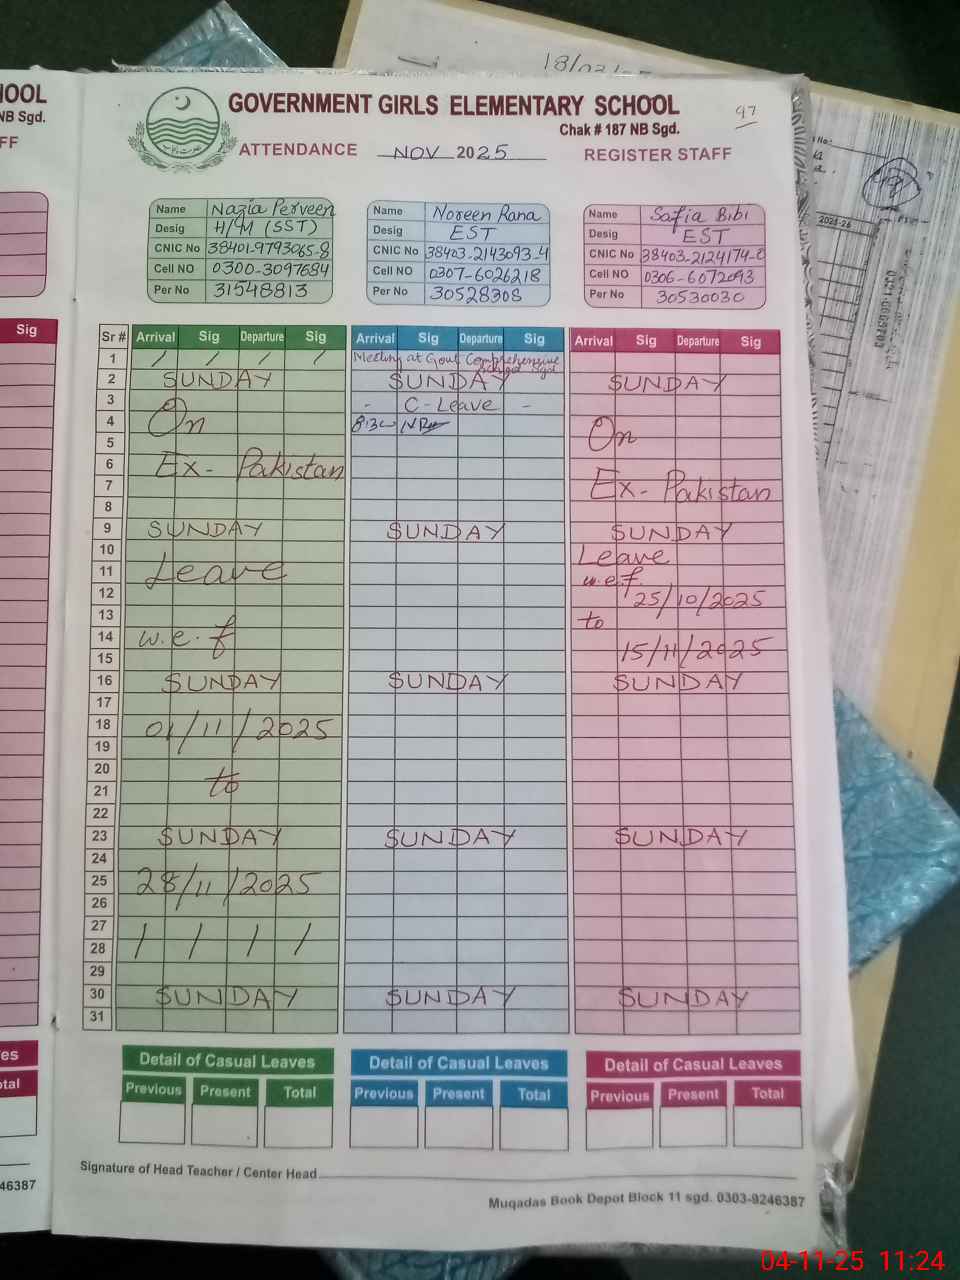 18/03/
HOOL
NB Sgd.
FF
Sig
GOVERNMENT GIRLS ELEMENTARY SCHOOL
Chak # 187 NB Sgd.
97
ATTENDANCE NOV 2025 REGISTER STAFF
Name Nazia Perveen
Desig H/M (SST)
CNIC No 38401-9793065-8
Cell NO 0300-3097684
Per No 31548813
Name Noreen Rana
Desig EST
CNIC No 38403-2143093-4
Cell NO 0307-6026218
Per No 30528308
Name Safia Bibi
Desig EST
CNIC No 38403-2124174-0
Cell NO 0306-6072093
Per No 30530030
2025-26
Sr # Arrival Sig Departure Sig Arrival Sig Departure Sig Arrival Sig Departure Sig
1 / / / / Meeting at Govt Comprehensive
School Sgd
2 SUNDAY SUNDAY SUNDAY
3 - C-Leave -
4 On 8:30
5 On
6 Ex- Pakistan
7 Ex- Pakistan
8
9 SUNDAY SUNDAY SUNDAY
10 Leave
11 Leave w.e.f.
12 25/10/2025
13 to
14 w.e.f
15 15/11/2025
16 SUNDAY SUNDAY SUNDAY
17
18 01/11/2025
19
20
21 to
22
23 SUNDAY SUNDAY SUNDAY
24
25 28/11/2025
26
27
28 / / / /
29
30 SUNDAY SUNDAY SUNDAY
31
Detail of Casual Leaves Detail of Casual Leaves Detail of Casual Leaves
Previous Present Total Previous Present Total Previous Present Total
es
otal
Signature of Head Teacher / Center Head
46387
Muqadas Book Depot Block 11 sgd. 0303-9246387
04-11-25 11:24